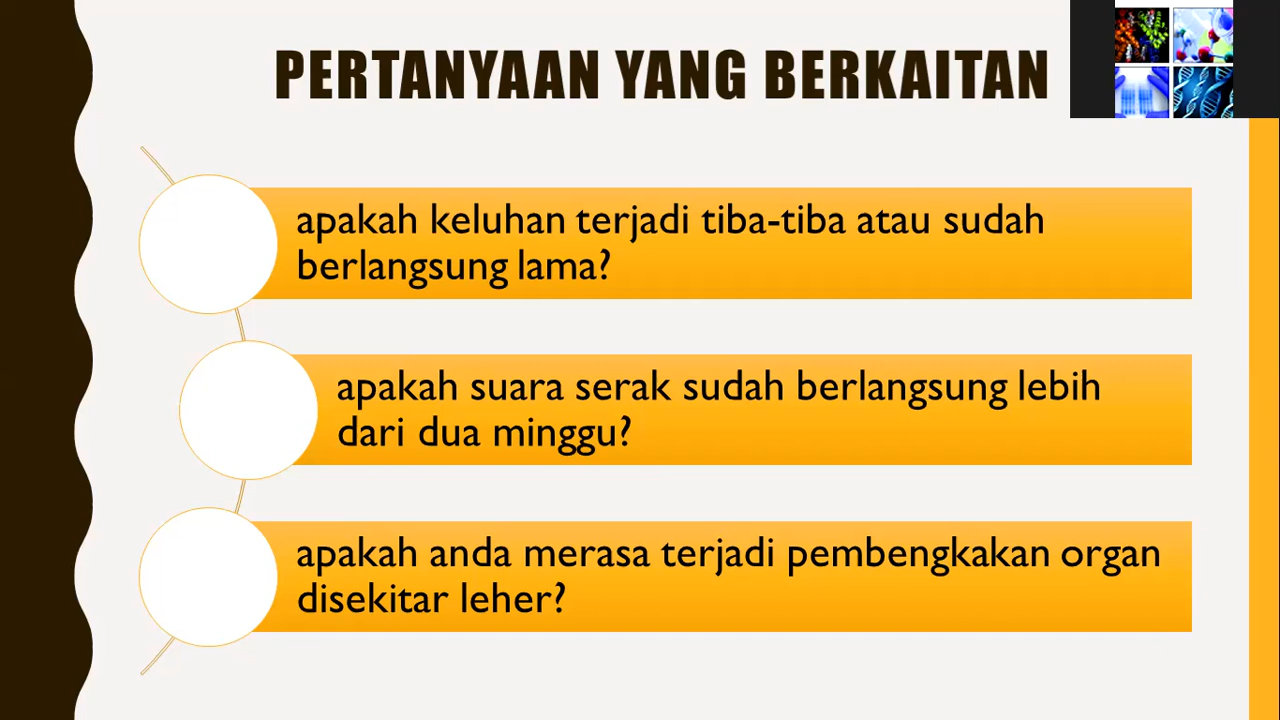 PERTANYAAN YANG BERKAITAN
apakah keluhan terjadi tiba-tiba atau sudah
berlangsung lama?
apakah suara serak sudah berlangsung lebih
dari dua minggu?
apakah anda merasa terjadi pembengkakan organ
disekitar leher?